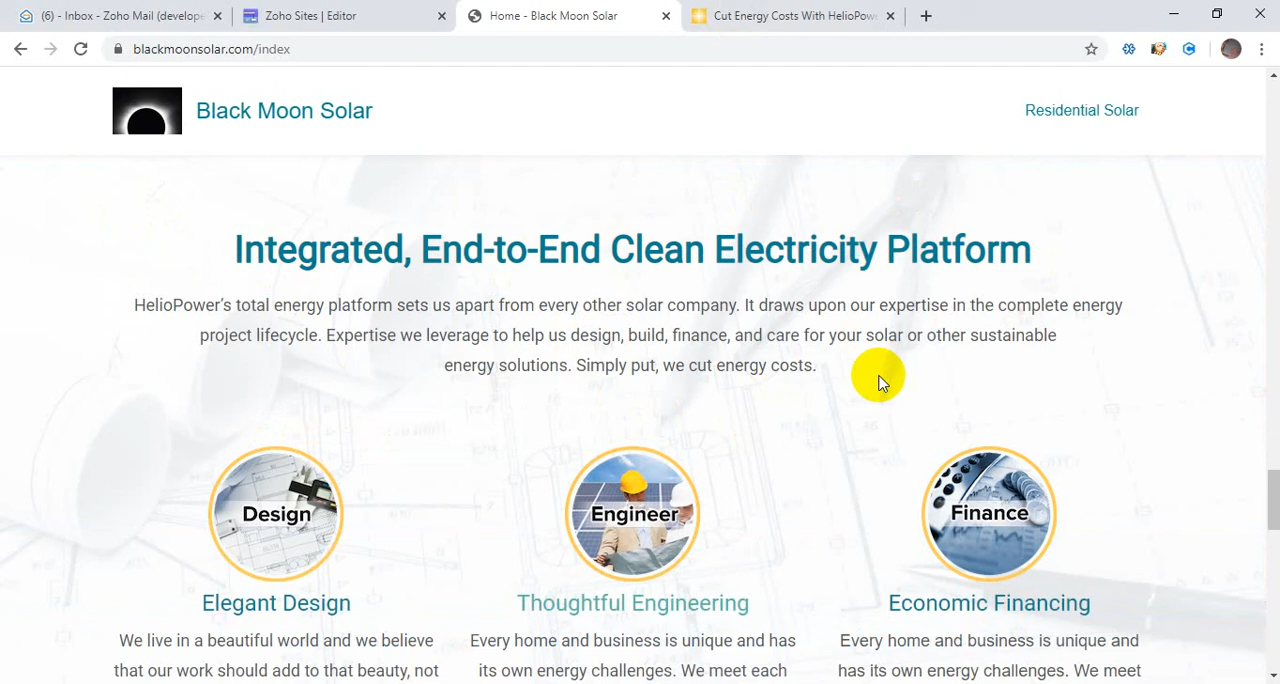 (6) - Inbox - Zoho Mail (develope
Zoho Sites | Editor
Home - Black Moon Solar
Cut Energy Costs With HelioPowe
blackmoonsolar.com/index
Black Moon Solar
Residential Solar
Integrated, End-to-End Clean Electricity Platform
HelioPower’s total energy platform sets us apart from every other solar company. It draws upon our expertise in the complete energy
project lifecycle. Expertise we leverage to help us design, build, finance, and care for your solar or other sustainable
energy solutions. Simply put, we cut energy costs.
Design
Engineer
Finance
Elegant Design
Thoughtful Engineering
Economic Financing
We live in a beautiful world and we believe
that our work should add to that beauty, not
Every home and business is unique and has
its own energy challenges. We meet each
Every home and business is unique and
has its own energy challenges. We meet